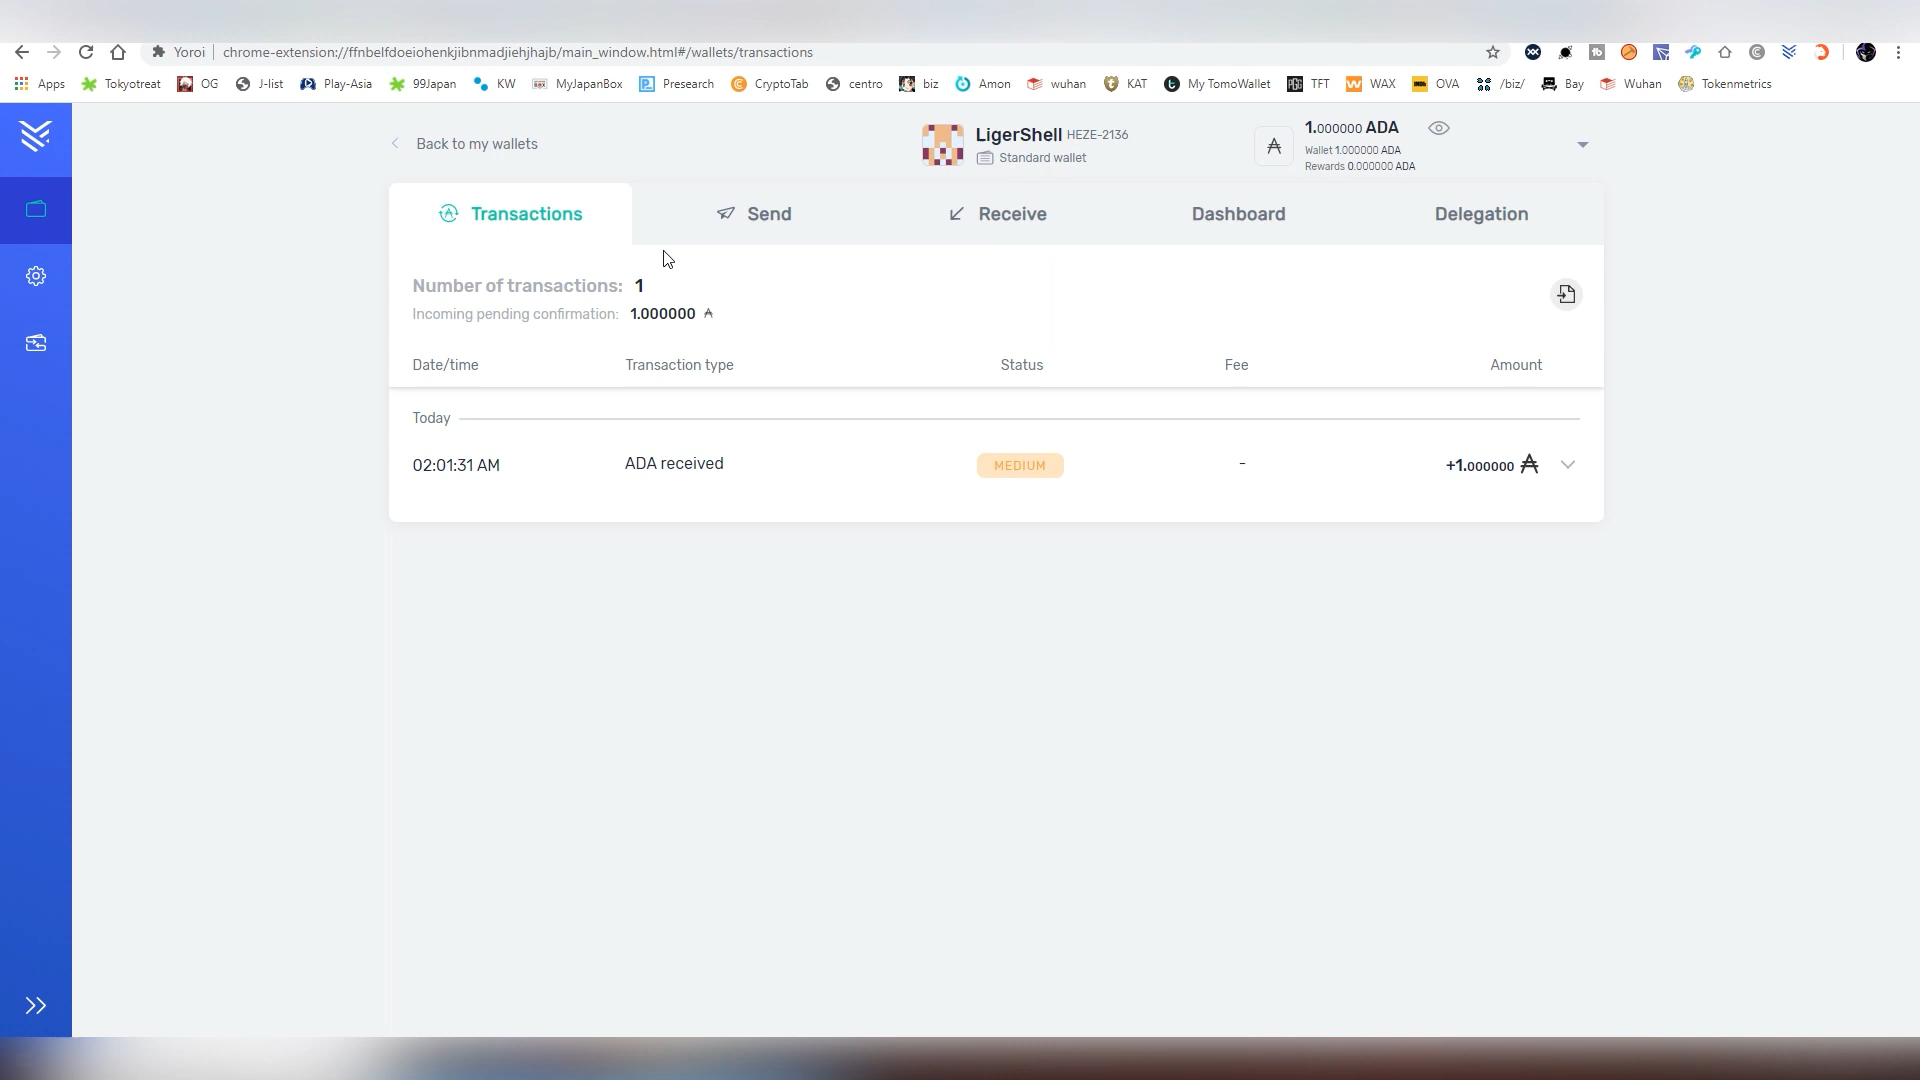 Yoroi chrome-extension://ffnbelfdoeiohenkjibnmadjiehjhajb/main_window.html#/wallets/transactions
Apps Tokyotreat OG J-list Play-Asia 99Japan KW MyJapanBox Presearch CryptoTab centro biz Amon wuhan KAT My TomoWallet TFT WAX OVA /biz/ Bay Wuhan Tokenmetrics
Back to my wallets
LigerShell HEZE-2136
Standard wallet
1.000000 ADA
Wallet 1.000000 ADA
Rewards 0.000000 ADA
Transactions Send Receive Dashboard Delegation
Number of transactions: 1
Incoming pending confirmation: 1.000000 ₳
Date/time Transaction type Status Fee Amount
Today
02:01:31 AM ADA received MEDIUM - +1.000000 ₳